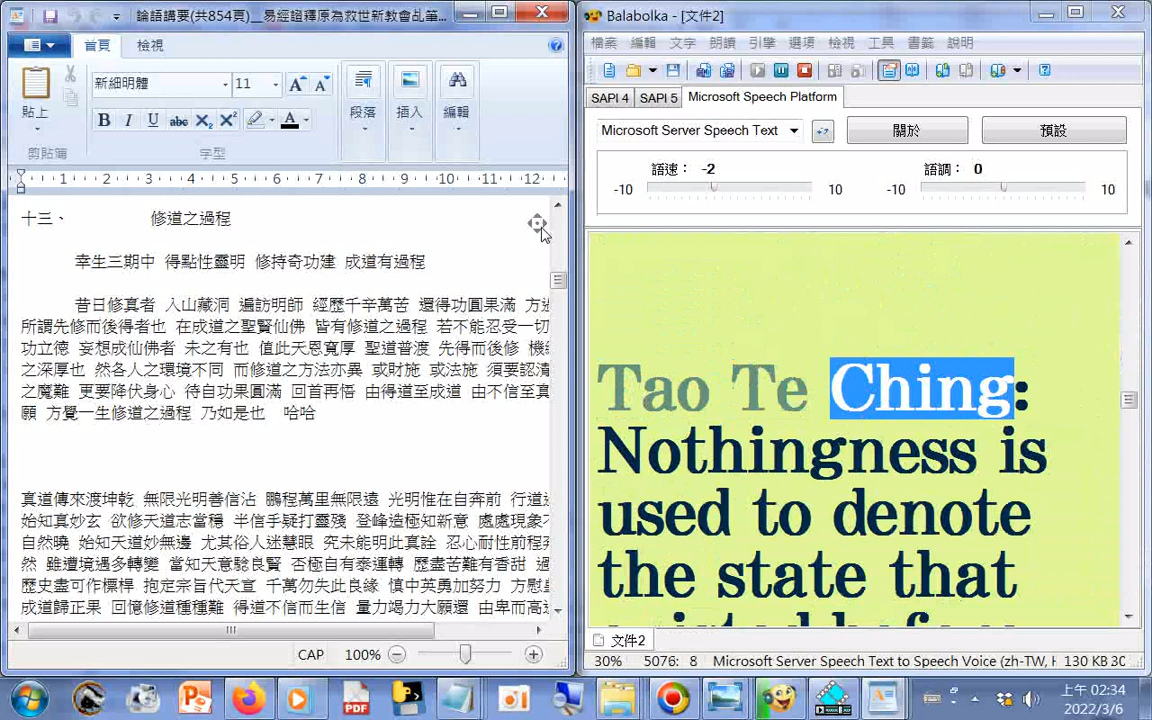 論語講要(共854頁)__易經證釋原為救世新教會乩筆...
首頁 檢視
新細明體 11
貼上
段落 插入 編輯
剪貼簿 字型
1 2 3 4 5 6 7 8 9 10 11 12
十三、 修道之過程
幸生三期中 得點性靈明 修持奇功建 成道有過程
昔日修真者 入山藏洞 遍訪明師 經歷千辛萬苦 還得功圓果滿 方
所謂先修而後得者也 在成道之聖賢仙佛 皆有修道之過程 若不能忍受一切
功立德 妄想成仙佛者 未之有也 值此天恩寬厚 聖道普渡 先得而後修
之深厚也 然各人之環境不同 而修道之方法亦異 或財施 或法施 須要認清
之魔難 更要降伏身心 待自功果圓滿 回首再悟 由得道至成道 由不信至真
願 方覺一生修道之過程 乃如是也 哈哈
真道傳來渡坤乾 無限光明善信沾 鵬程萬里無限遠 光明惟在自奔前 行道
始知真妙玄 欲修天道志當穩 半信乎疑打靈殘 登峰造極知新意 處處現象
自然曉 始知天道妙無邊 尤其俗人迷慧眼 究未能明此真詮 忍心耐性前程
然 雖遭境遇多轉變 當知天意騐良賢 否極自有泰運轉 歷盡苦難有香甜
歷史盡可作標桿 抱定宗旨代天宣 千萬勿失此良緣 慎中英勇加努力 方慰
成道歸正果 回憶修道種種難 得道不信而生信 量力竭力大願還 由卑而高
CAP 100%
Balabolka - [文件2]
檔案 編輯 文字 朗讀 引擎 選項 檢視 工具 書籤 說明
SAPI 4 SAPI 5 Microsoft Speech Platform
Microsoft Server Speech Text 關於 預設
語速： -2 語調： 0
-10 10 -10 10
Tao Te Ching:
Nothingness is
used to denote
the state that
existed before
文件2
30% 5076: 8 Microsoft Server Speech Text to Speech Voice (zh-TW, H 130 KB 30
上午 02:34
2022/3/6